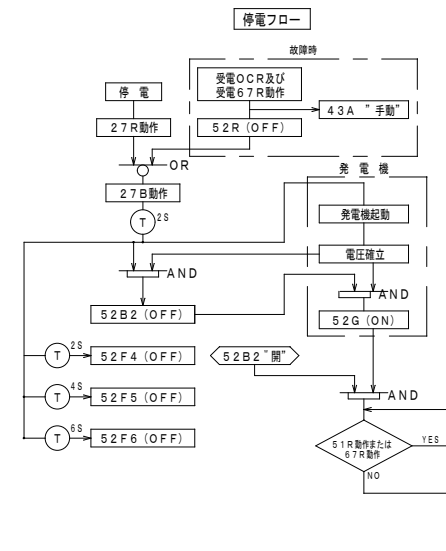 停電フロー
故障時
受電OCR及び
受電67R動作
停 電
43A "手動"
27R動作
52R(OFF)
OR
発 電 機
27B動作
T 2S
発電機起動
電圧確立
AND
AND
52B2(OFF)
52G(ON)
T 2S 52F4(OFF)
52B2"開"
T 4S 52F5(OFF)
AND
T 6S 52F6(OFF)
51R動作または
67R動作
YES
NO